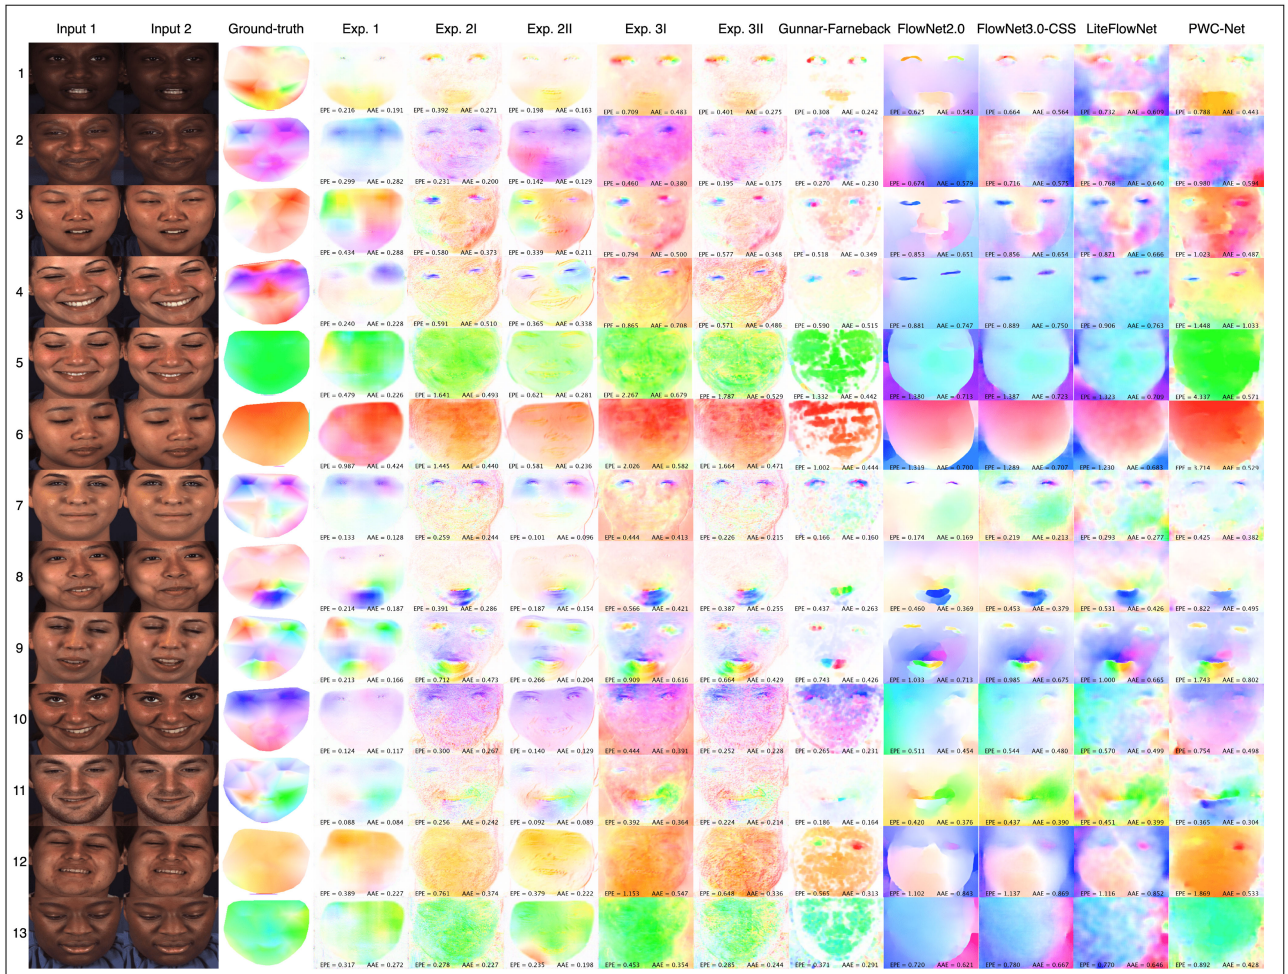 Input 1 Input 2 Ground-truth Exp. 1 Exp. 2I Exp. 2II Exp. 3I Exp. 3II Gunnar-Farneback FlowNet2.0 FlowNet3.0-CSS LiteFlowNet PWC-Net
1
EPE = 0.216 AAE = 0.191 EPE = 0.392 AAE = 0.271 EPE = 0.198 AAE = 0.163 EPE = 0.709 AAE = 0.483 EPE = 0.401 AAE = 0.275 EPE = 0.308 AAE = 0.242 EPE = 0.625 AAE = 0.543 EPE = 0.664 AAE = 0.564 EPE = 0.732 AAE = 0.609 EPE = 0.788 AAE = 0.443
2
EPE = 0.299 AAE = 0.282 EPE = 0.231 AAE = 0.200 EPE = 0.142 AAE = 0.129 EPE = 0.460 AAE = 0.380 EPE = 0.195 AAE = 0.175 EPE = 0.270 AAE = 0.230 EPE = 0.674 AAE = 0.579 EPE = 0.716 AAE = 0.575 EPE = 0.768 AAE = 0.640 EPE = 0.980 AAE = 0.594
3
EPE = 0.434 AAE = 0.288 EPE = 0.580 AAE = 0.373 EPE = 0.339 AAE = 0.211 EPE = 0.794 AAE = 0.500 EPE = 0.577 AAE = 0.348 EPE = 0.518 AAE = 0.349 EPE = 0.853 AAE = 0.651 EPE = 0.856 AAE = 0.654 EPE = 0.871 AAE = 0.666 EPE = 1.023 AAE = 0.487
4
EPE = 0.240 AAE = 0.228 EPE = 0.591 AAE = 0.510 EPE = 0.365 AAE = 0.338 EPE = 0.865 AAE = 0.708 EPE = 0.571 AAE = 0.486 EPE = 0.590 AAE = 0.515 EPE = 0.881 AAE = 0.747 EPE = 0.889 AAE = 0.750 EPE = 0.906 AAE = 0.763 EPE = 1.448 AAE = 1.033
5
EPE = 0.479 AAE = 0.226 EPE = 1.641 AAE = 0.493 EPE = 0.621 AAE = 0.281 EPE = 2.267 AAE = 0.679 EPE = 1.787 AAE = 0.529 EPE = 1.332 AAE = 0.442 EPE = 1.380 AAE = 0.713 EPE = 1.387 AAE = 0.723 EPE = 1.323 AAE = 0.709 EPE = 4.337 AAE = 0.571
6
EPE = 0.987 AAE = 0.424 EPE = 1.445 AAE = 0.440 EPE = 0.581 AAE = 0.236 EPE = 2.026 AAE = 0.582 EPE = 1.664 AAE = 0.471 EPE = 1.002 AAE = 0.444 EPE = 1.319 AAE = 0.700 EPE = 1.289 AAE = 0.707 EPE = 1.230 AAE = 0.683 EPE = 3.714 AAE = 0.529
7
EPE = 0.133 AAE = 0.128 EPE = 0.259 AAE = 0.244 EPE = 0.101 AAE = 0.096 EPE = 0.444 AAE = 0.413 EPE = 0.226 AAE = 0.215 EPE = 0.166 AAE = 0.160 EPE = 0.174 AAE = 0.169 EPE = 0.219 AAE = 0.213 EPE = 0.293 AAE = 0.277 EPE = 0.425 AAE = 0.382
8
EPE = 0.214 AAE = 0.187 EPE = 0.391 AAE = 0.286 EPE = 0.187 AAE = 0.154 EPE = 0.566 AAE = 0.421 EPE = 0.387 AAE = 0.255 EPE = 0.437 AAE = 0.263 EPE = 0.460 AAE = 0.369 EPE = 0.453 AAE = 0.379 EPE = 0.531 AAE = 0.426 EPE = 0.822 AAE = 0.495
9
EPE = 0.213 AAE = 0.166 EPE = 0.712 AAE = 0.473 EPE = 0.266 AAE = 0.204 EPE = 0.909 AAE = 0.616 EPE = 0.664 AAE = 0.429 EPE = 0.743 AAE = 0.426 EPE = 1.033 AAE = 0.713 EPE = 0.985 AAE = 0.675 EPE = 1.000 AAE = 0.665 EPE = 1.743 AAE = 0.802
10
EPE = 0.124 AAE = 0.117 EPE = 0.300 AAE = 0.267 EPE = 0.140 AAE = 0.129 EPE = 0.444 AAE = 0.391 EPE = 0.252 AAE = 0.228 EPE = 0.265 AAE = 0.231 EPE = 0.511 AAE = 0.454 EPE = 0.544 AAE = 0.480 EPE = 0.570 AAE = 0.499 EPE = 0.754 AAE = 0.498
11
EPE = 0.088 AAE = 0.084 EPE = 0.256 AAE = 0.242 EPE = 0.092 AAE = 0.089 EPE = 0.392 AAE = 0.364 EPE = 0.224 AAE = 0.214 EPE = 0.186 AAE = 0.164 EPE = 0.420 AAE = 0.376 EPE = 0.437 AAE = 0.390 EPE = 0.451 AAE = 0.399 EPE = 0.365 AAE = 0.304
12
EPE = 0.389 AAE = 0.227 EPE = 0.761 AAE = 0.374 EPE = 0.379 AAE = 0.222 EPE = 1.153 AAE = 0.547 EPE = 0.648 AAE = 0.336 EPE = 0.565 AAE = 0.313 EPE = 1.102 AAE = 0.843 EPE = 1.137 AAE = 0.869 EPE = 1.116 AAE = 0.852 EPE = 1.869 AAE = 0.533
13
EPE = 0.317 AAE = 0.272 EPE = 0.278 AAE = 0.227 EPE = 0.235 AAE = 0.198 EPE = 0.453 AAE = 0.354 EPE = 0.285 AAE = 0.244 EPE = 0.371 AAE = 0.291 EPE = 0.720 AAE = 0.621 EPE = 0.780 AAE = 0.667 EPE = 0.770 AAE = 0.646 EPE = 0.892 AAE = 0.428